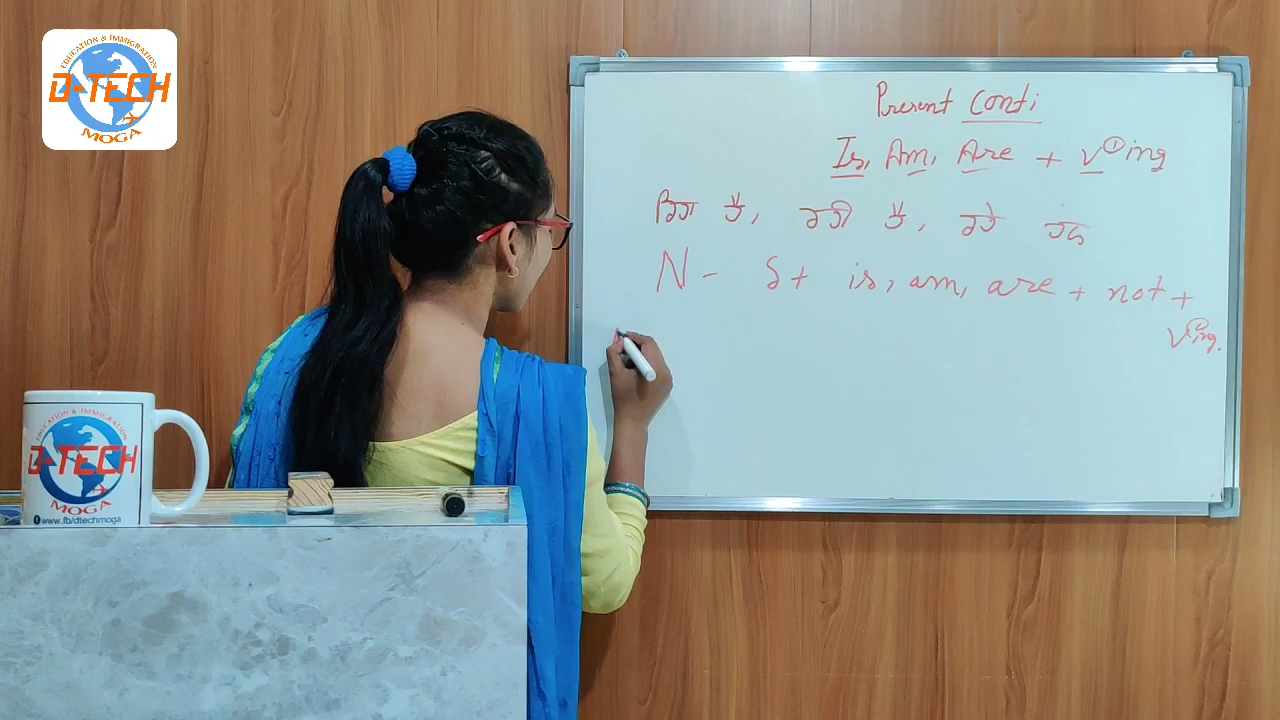 EDUCATION & IMMIGRATION
D-TECH
MOGA
Present Conti
Is, Am, Are + V①ing
ਰਿਹਾ ਹੈ, ਰਹੀ ਹੈ, ਰਹੇ ਹਨ
N - S + is, am, are + not +
V①ing.
EDUCATION & IMMIGRATION
D-TECH
MOGA
www.fb/dtechmoga